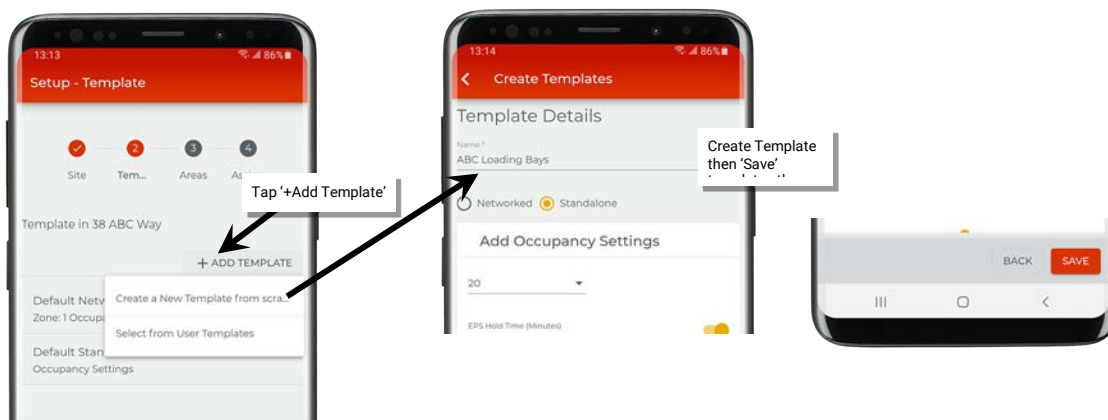 13:13
86%
Setup - Template
2
3
4
Site
Tem...
Areas
Tap ‘+Add Template’
Template in 38 ABC Way
+ ADD TEMPLATE
Default
Zone: 1
Create a New Template from scra...
Select from User Templates
Default
Occupancy Settings
13:14
86%
Create Templates
Template Details
Name *
ABC Loading Bays
Create Template
then ‘Save’
Networked
Standalone
Add Occupancy Settings
20
EPS Hold Time (Minutes)
BACK
SAVE